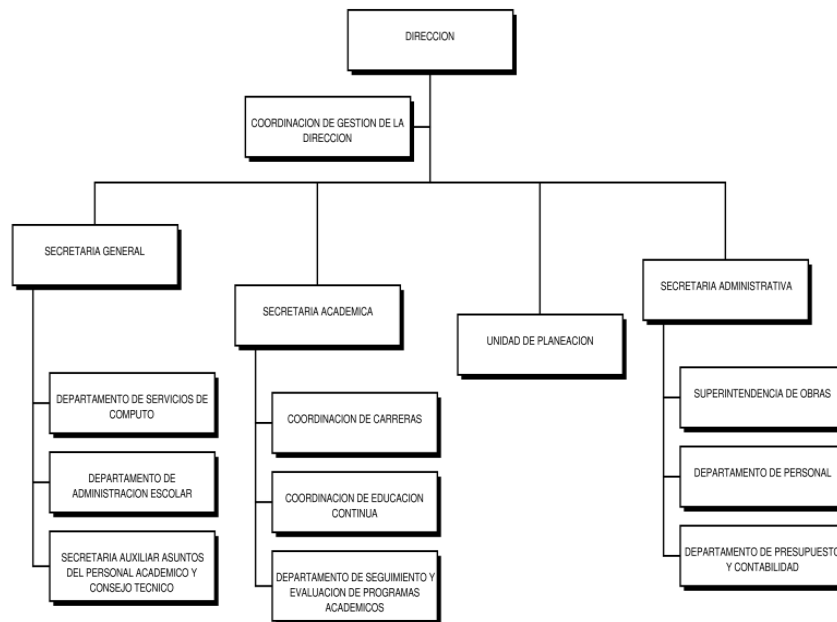 DIRECCION
COORDINACION DE GESTION DE LA
DIRECCION
SECRETARIA GENERAL
DEPARTAMENTO DE SERVICIOS DE
COMPUTO
DEPARTAMENTO DE
ADMINISTRACION ESCOLAR
SECRETARIA AUXILIAR ASUNTOS
DEL PERSONAL ACADEMICO Y
CONSEJO TECNICO
SECRETARIA ACADEMICA
COORDINACION DE CARRERAS
COORDINACION DE EDUCACION
CONTINUA
DEPARTAMENTO DE SEGUIMIENTO Y
EVALUACION DE PROGRAMAS
ACADEMICOS
UNIDAD DE PLANEACION
SECRETARIA ADMINISTRATIVA
SUPERINTENDENCIA DE OBRAS
DEPARTAMENTO DE PERSONAL
DEPARTAMENTO DE PRESUPUESTO
Y CONTABILIDAD